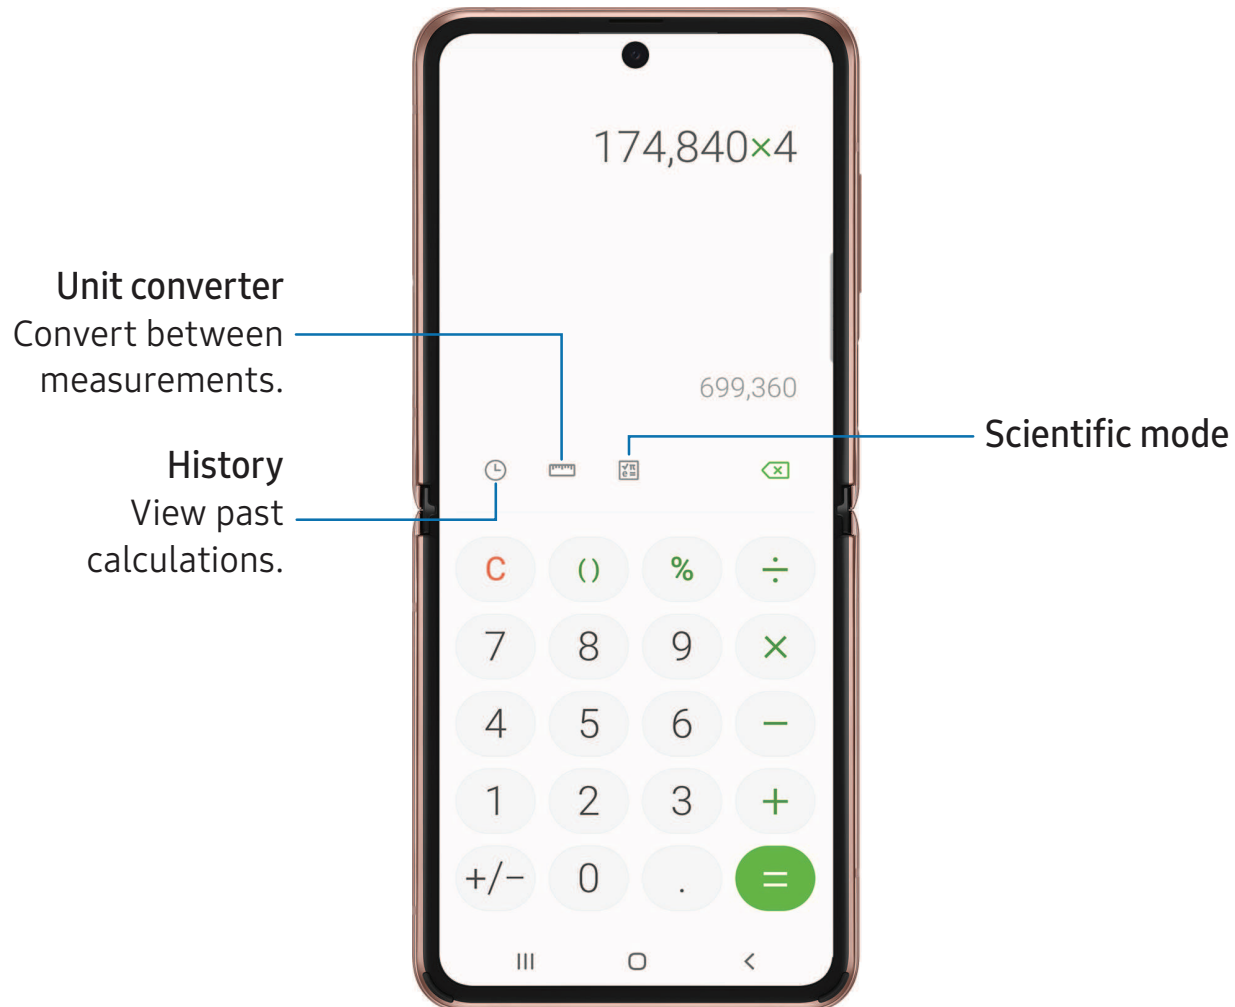 174,840×4
Unit converter
Convert between
measurements.
699,360
Scientific mode
History
View past
calculations.
√π
e=
C () % ÷
7 8 9 ×
4 5 6 −
1 2 3 +
+/− 0 . =